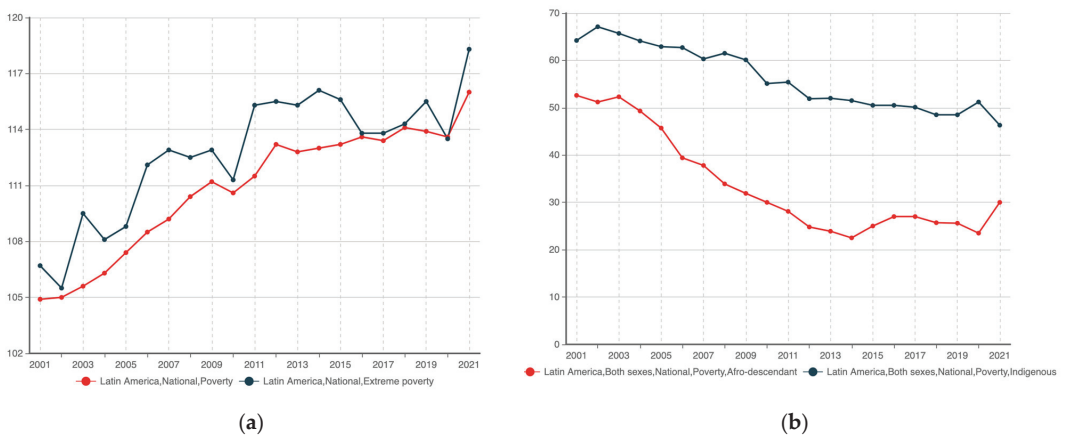 120
117
114
111
108
105
102
2001 2003 2005 2007 2009 2011 2013 2015 2017 2019 2021
Latin America,National,Poverty Latin America,National,Extreme poverty
(a)
70
60
50
40
30
20
10
0
2001 2003 2005 2007 2009 2011 2013 2015 2017 2019 2021
Latin America,Both sexes,National,Poverty,Afro-descendant Latin America,Both sexes,National,Poverty,Indigenous
(b)